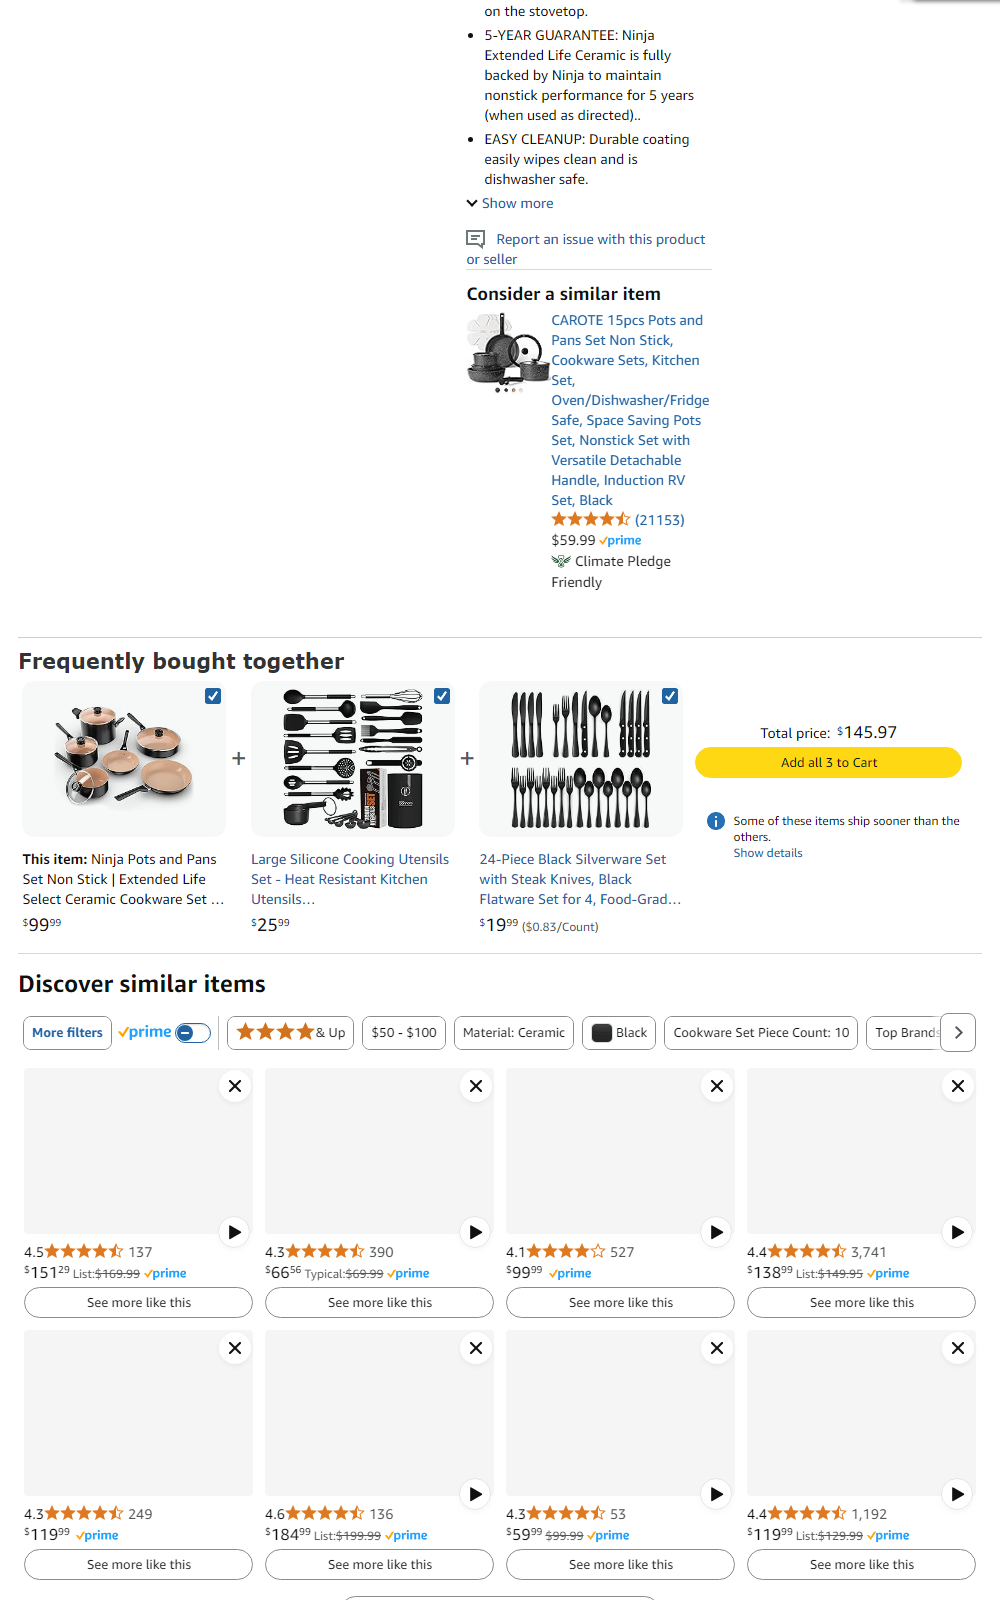 on the stovetop.
5-YEAR GUARANTEE: Ninja
Extended Life Ceramic is fully
backed by Ninja to maintain
nonstick performance for 5 years
(when used as directed)..
EASY CLEANUP: Durable coating
easily wipes clean and is
dishwasher safe.
Show more
Report an issue with this product
or seller
Consider a similar item
CAROTE 15pcs Pots and
Pans Set Non Stick,
Cookware Sets, Kitchen
Set,
Oven/Dishwasher/Fridge
Safe, Space Saving Pots
Set, Nonstick Set with
Versatile Detachable
Handle, Induction RV
Set, Black
(21153)
$59.99 prime
Climate Pledge
Friendly
Frequently bought together
+
+
Total price: $145.97
Add all 3 to Cart
Some of these items ship sooner than the
others.
Show details
This item: Ninja Pots and Pans
Set Non Stick | Extended Life
Select Ceramic Cookware Set ...
$99.99
Large Silicone Cooking Utensils
Set - Heat Resistant Kitchen
Utensils...
$25.99
24-Piece Black Silverware Set
with Steak Knives, Black
Flatware Set for 4, Food-Grad...
$19.99 ($0.83/Count)
Discover similar items
More filters prime & Up $50 - $100 Material: Ceramic Black Cookware Set Piece Count: 10 Top Brands
4.5 137
$151.29 List:$169.99 prime
See more like this
4.3 390
$66.56 Typical:$69.99 prime
See more like this
4.1 527
$99.99 prime
See more like this
4.4 3,741
$138.99 List:$149.95 prime
See more like this
4.3 249
$119.99 prime
See more like this
4.6 136
$184.99 List:$199.99 prime
See more like this
4.3 53
$59.99 $99.99 prime
See more like this
4.4 1,192
$119.99 List:$129.99 prime
See more like this